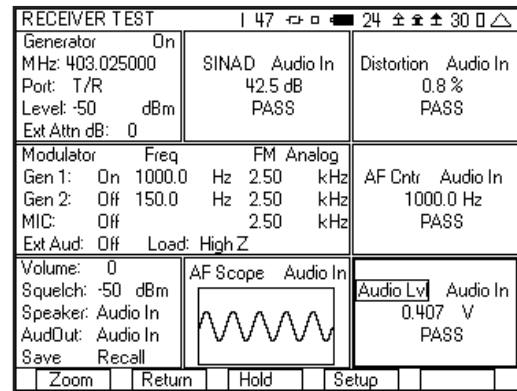 RECEIVER TEST 47 24 30
Generator On
MHz: 403.025000
Port: T/R
Level: -50 dBm
Ext Attn dB: 0
SINAD Audio In
42.5 dB
PASS
Distortion Audio In
0.8 %
PASS
Modulator Freq FM Analog
Gen 1: On 1000.0 Hz 2.50 kHz
Gen 2: Off 150.0 Hz 2.50 kHz
MIC: Off 2.50 kHz
Ext Aud: Off Load: High Z
AF Cntr Audio In
1000.0 Hz
PASS
Volume: 0
Squelch: -50 dBm
Speaker: Audio In
AudOut: Audio In
Save Recall
AF Scope Audio In
Audio Lvl Audio In
0.407 V
PASS
Zoom Return Hold Setup